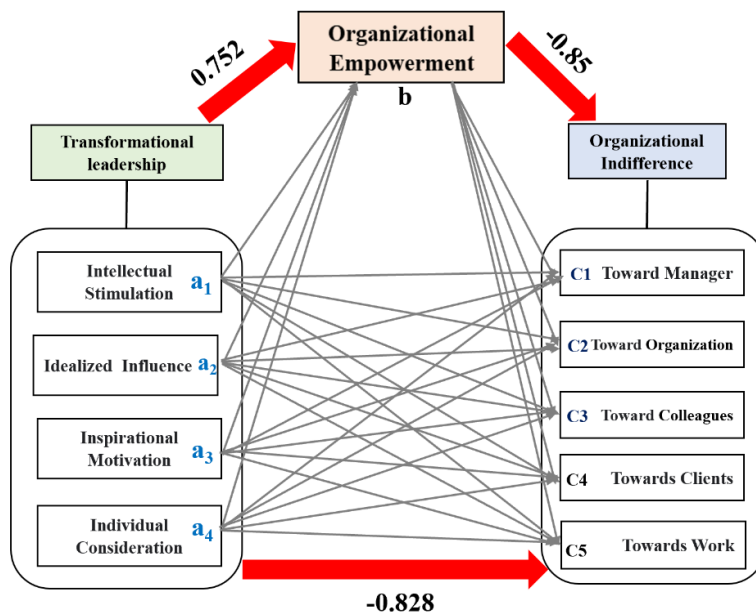 0.752
Organizational
Empowerment
b
-0.85
Transformational
leadership
Organizational
Indifference
Intellectual
Stimulation a1
Idealized Influence a2
Inspirational
Motivation a3
Individual
Consideration a4
C1 Toward Manager
C2 Toward Organization
C3 Toward Colleagues
C4 Towards Clients
C5 Towards Work
-0.828